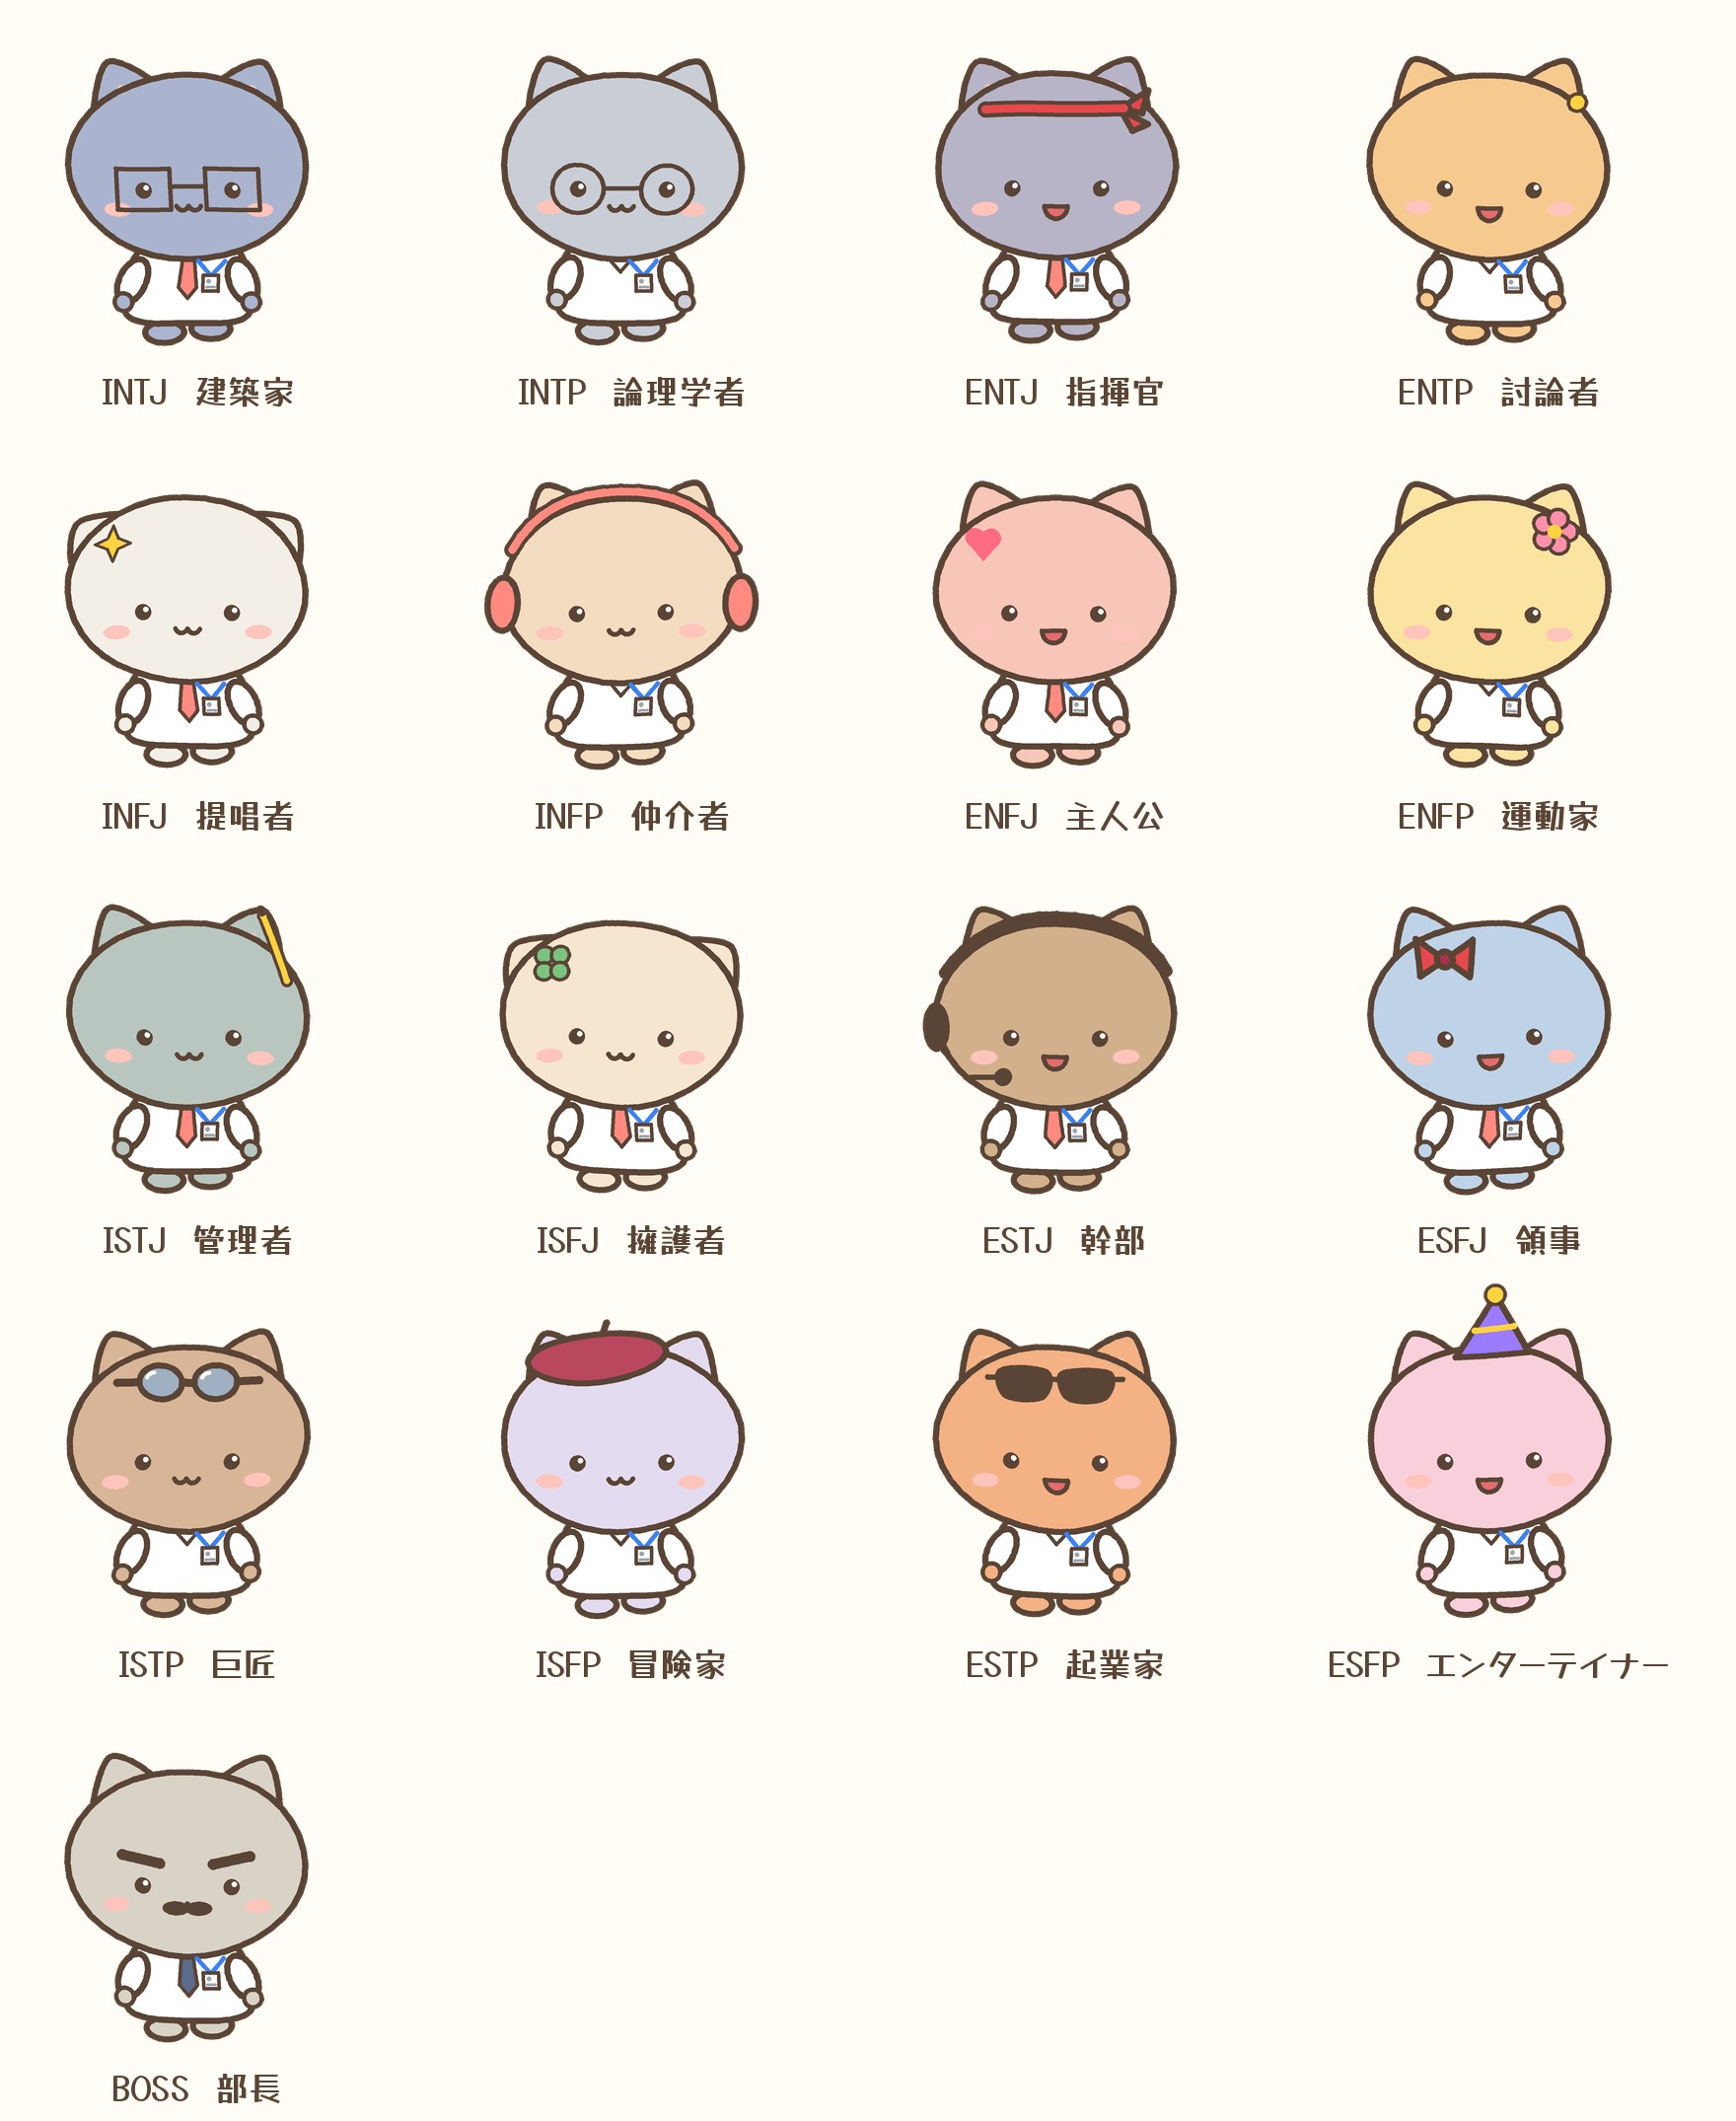 INTJ 建築家
INTP 論理学者
ENTJ 指揮官
ENTP 討論者
INFJ 提唱者
INFP 仲介者
ENFJ 主人公
ENFP 運動家
ISTJ 管理者
ISFJ 擁護者
ESTJ 幹部
ESFJ 領事
ISTP 巨匠
ISFP 冒険家
ESTP 起業家
ESFP エンターテイナー
BOSS 部長